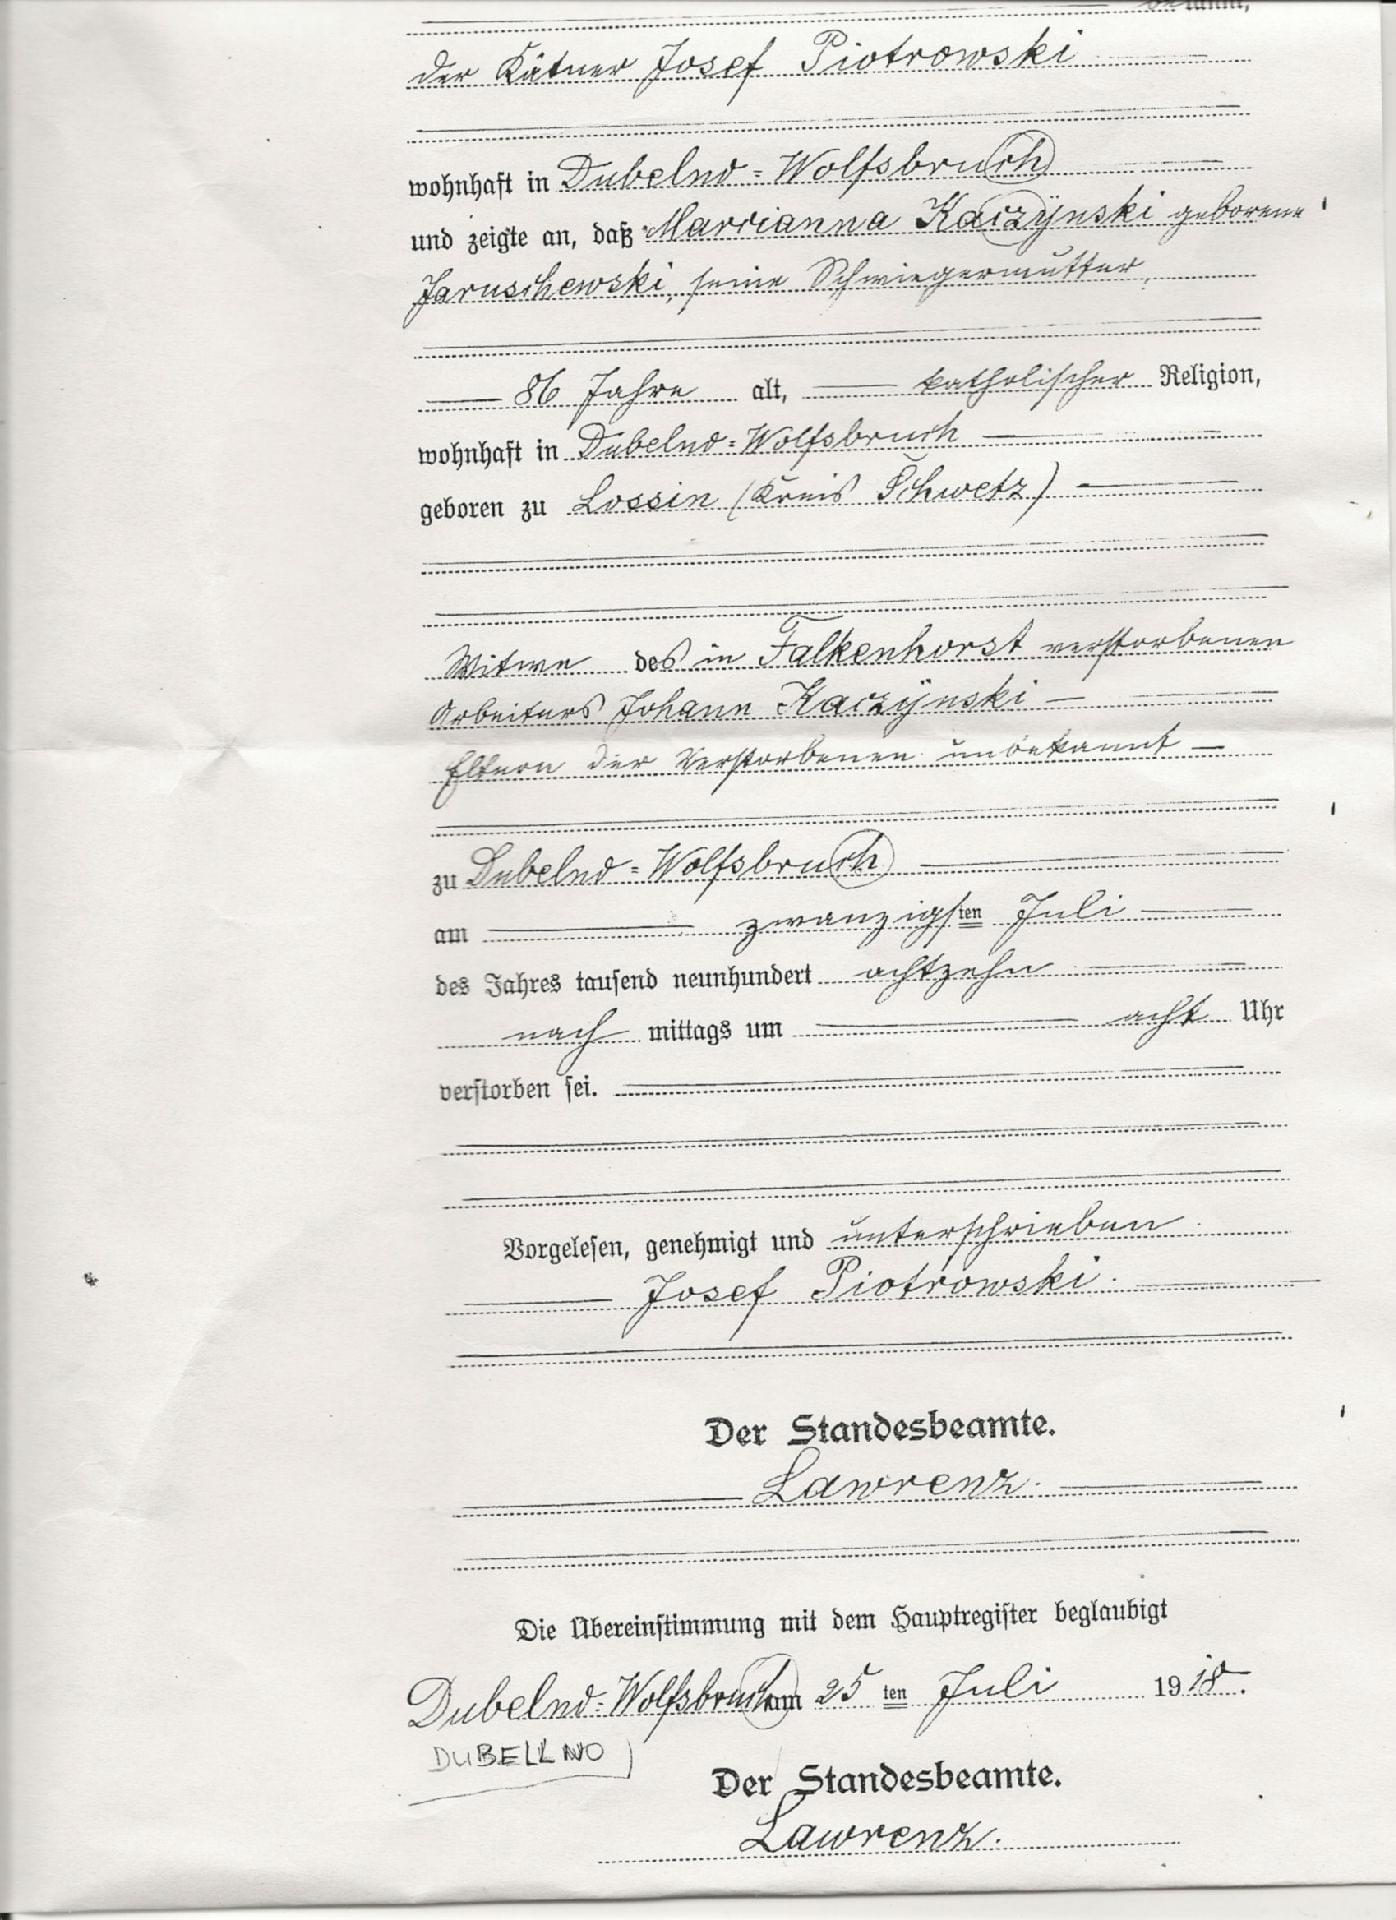 der Kätner Josef Piotrowski
wohnhaft in Dubelno-Wolfsbruch
und zeigte an, daß Marrianna Kaczÿnski geborene
Jaruschewski, seine Schwiegermutter,
86 Jahre alt, katholischer Religion,
wohnhaft in Dubelno-Wolfsbruch
geboren zu Lossin (Kreis Schwetz)
Witwe des in Falkenhorst verstorbenen
Arbeiters Johann Kaczÿnski
Eltern der Verstorbenen unbekannt
zu Dubelno-Wolfsbruch
am zwanzigsten Juli
des Jahres tausend neunhundert achtzehn
nach mittags um acht Uhr
verstorben sei.
Vorgelesen, genehmigt und unterschrieben
Josef Piotrowski.
Der Standesbeamte.
Lawrenz.
Die Übereinstimmung mit dem Hauptregister beglaubigt
Dubelno-Wolfsbruch am 25 ten Juli 1918.
DUBELLNO
Der Standesbeamte.
Lawrenz.